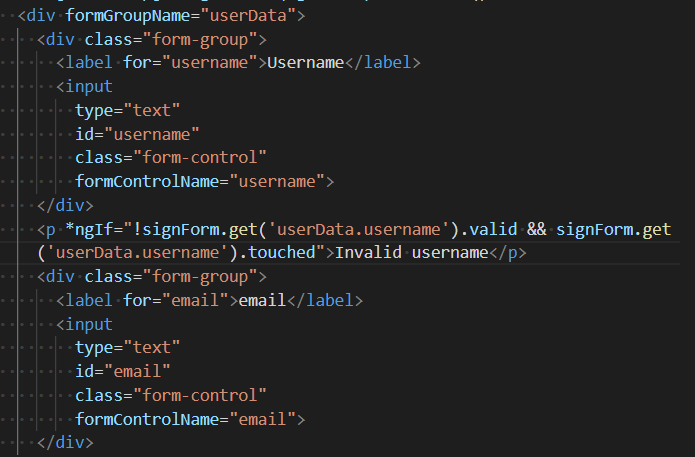 <div formGroupName="userData">
<div class="form-group">
<label for="username">Username</label>
<input
type="text"
id="username"
class="form-control"
formControlName="username">
</div>
<p *ngIf="!signForm.get('userData.username').valid && signForm.get
('userData.username').touched">Invalid username</p>
<div class="form-group">
<label for="email">email</label>
<input
type="text"
id="email"
class="form-control"
formControlName="email">
</div>